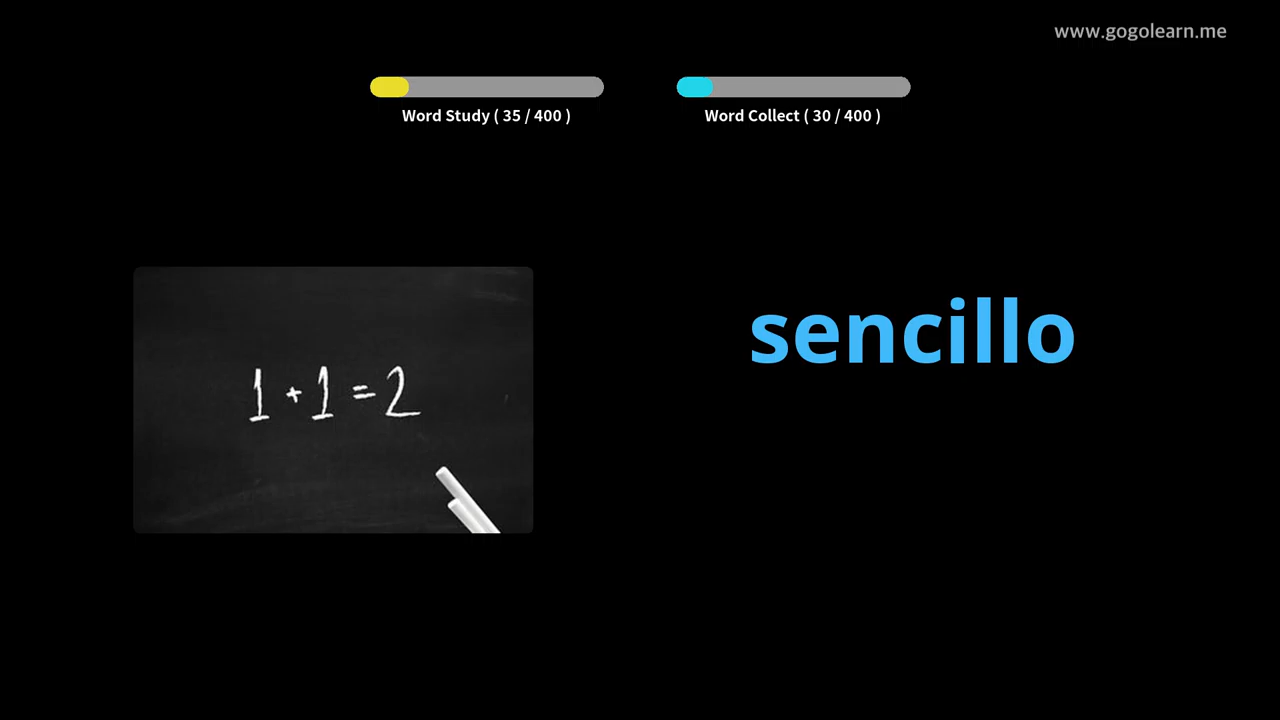 www.gogolearn.me
Word Study ( 35 / 400 )
Word Collect ( 30 / 400 )
sencillo
1 + 1 = 2